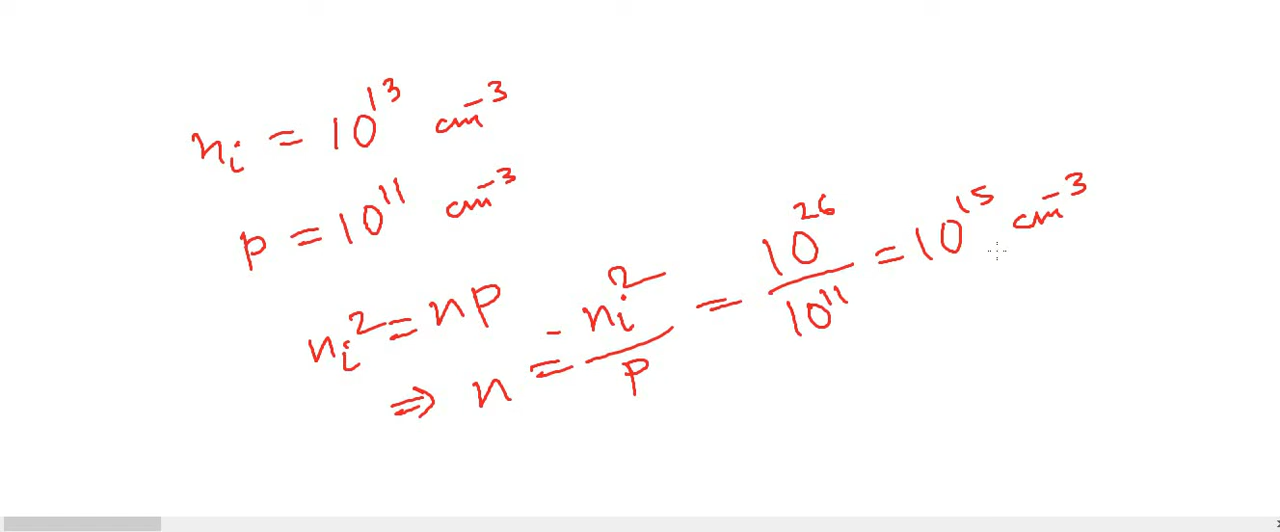 nᵢ = 10¹³ cm⁻³
p = 10¹¹ cm⁻³
nᵢ² = np
⇒ n = nᵢ²/p = 10²⁶/10¹¹ = 10¹⁵ cm⁻³